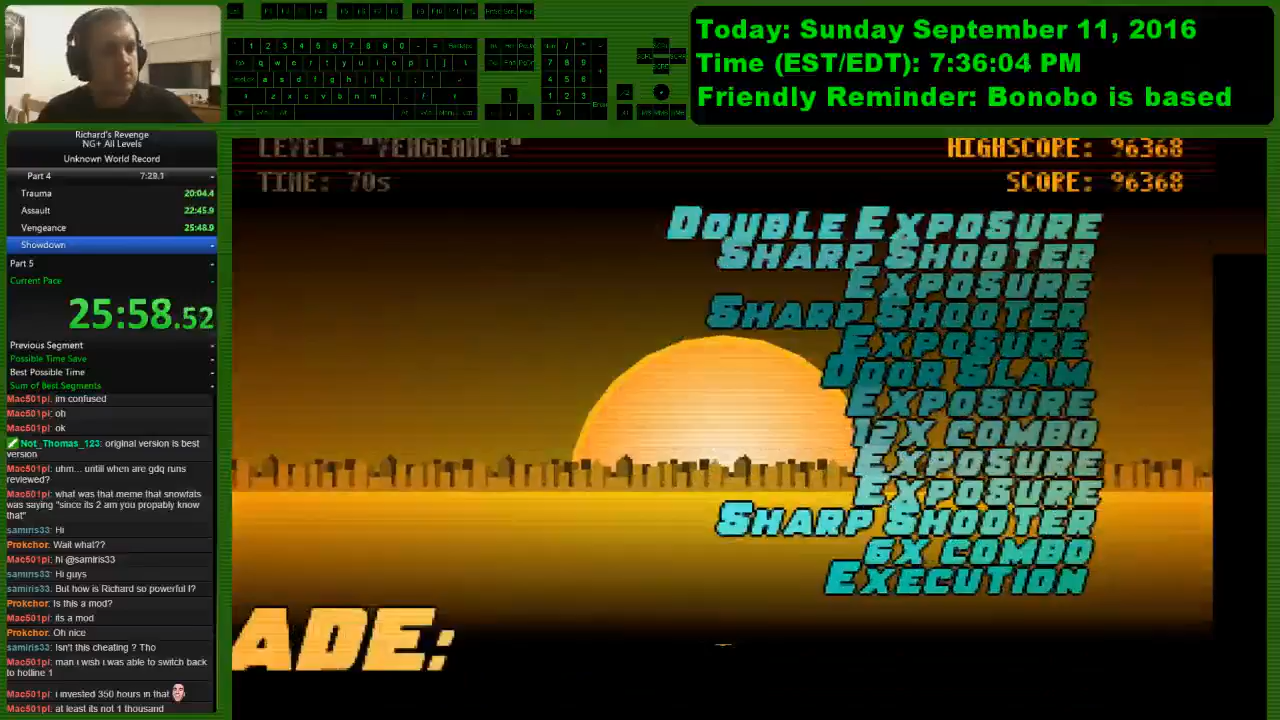 Today: Sunday September 11, 2016
Time (EST/EDT): 7:36:04 PM
Friendly Reminder: Bonobo is based
Richard's Revenge
NG+ All Levels
Unknown World Record
Part 4 7:29.1 -
Trauma 20:04.4
Assault 22:45.9
Vengeance 25:48.9
Showdown -
Part 5 -
Current Pace -
25:58.52
Previous Segment -
Possible Time Save -
Best Possible Time -
Sum of Best Segments -
Mac501pi: im confused
Mac501pi: oh
Mac501pi: ok
Not_Thomas_123: original version is best
version
Mac501pi: uhm... untill when are gdq runs
reviewed?
Mac501pi: what was that meme that snowfats
was saying "since its 2 am you propably know
that"
samiris33: Hi
Prokchor: Wait what??
Mac501pi: hi @samiris33
samiris33: Hi guys
samiris33: But how is Richard so powerful !?
Prokchor: Is this a mod?
Mac501pi: its a mod
Prokchor: Oh nice
samiris33: Isn't this cheating ? Tho
Mac501pi: man i wish i was able to switch back
to hotline 1
Mac501pi: i invested 350 hours in that
Mac501pi: at least its not 1 thousand
LEVEL: "VENGEANCE"
HIGHSCORE: 96368
TIME: 70s
SCORE: 96368
DOUBLE EXPOSURE
SHARP SHOOTER
EXPOSURE
SHARP SHOOTER
EXPOSURE
DOOR SLAM
EXPOSURE
12X COMBO
EXPOSURE
EXPOSURE
SHARP SHOOTER
6X COMBO
EXECUTION
ADE: